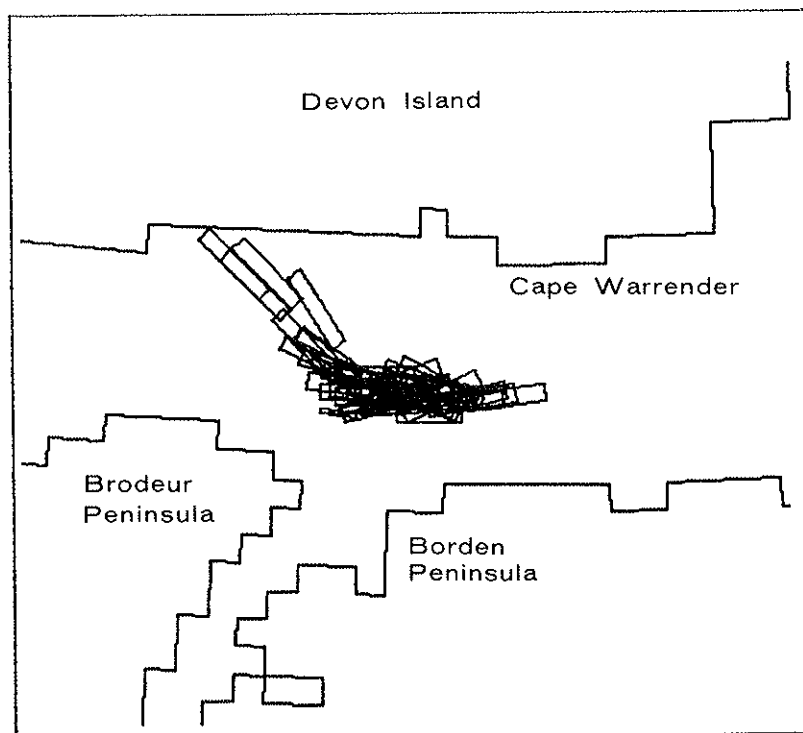 Devon Island
Cape Warrender
Brodeur
Peninsula
Borden
Peninsula